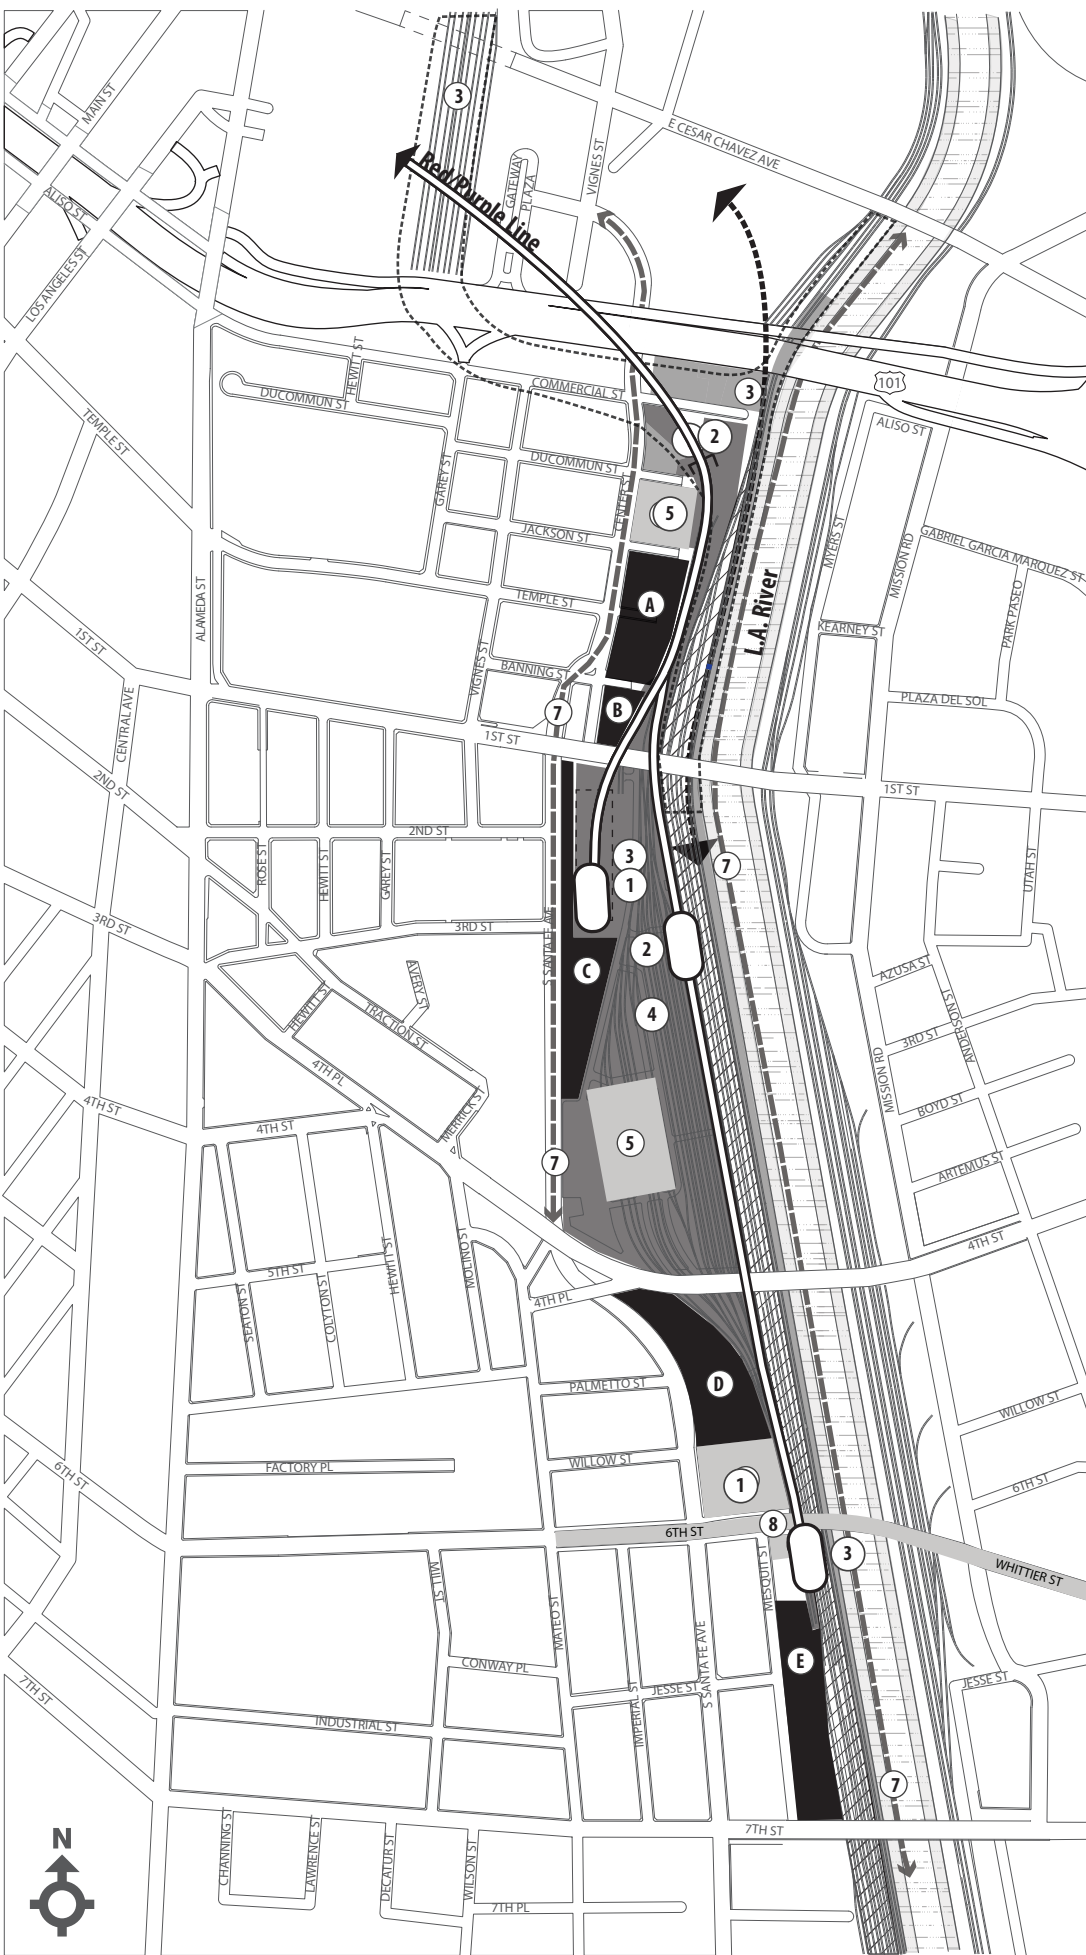 3
MAIN ST
E CESAR CHAVEZ AVE
VIGNES ST
GATEWAY
PLAZA
Red/Purple Line
ALISO ST
LOS ANGELES ST
HEWITT ST
COMMERCIAL ST
3
101
DUCOMMUN ST
TEMPLE ST
2
ALISO ST
DUCOMMUN ST
GAREY ST
CENTER ST
5
JACKSON ST
MYERS ST
MISSION RD
GABRIEL GARCIA MARQUEZ ST
ALAMEDA ST
TEMPLE ST
A
L.A. River
PARK PASEO
KEARNEY ST
1ST ST
VIGNES ST
BANNING ST
PLAZA DEL SOL
CENTRAL AVE
7
B
1ST ST
2ND ST
1ST ST
2ND ST
ROSE ST
HEWITT ST
GAREY ST
3
1
7
UTAH ST
3RD ST
3RD ST
S SANTA FE AVE
2
C
AZUSA ST
AVERY ST
HEWITT ST
TRACTION ST
4
3RD ST
ANDERSON ST
4TH PL
MISSION RD
4TH ST
4TH ST
MERRICK ST
BOYD ST
5
7
ARTEMUS ST
4TH ST
MOLINO ST
HEWITT ST
5TH ST
SEATON ST
COLYTON ST
4TH PL
D
PALMETTO ST
WILLOW ST
6TH ST
FACTORY PL
WILLOW ST
1
6TH ST
8
6TH ST
3
WHITTIER ST
MILL ST
MATEO ST
MESQUIT ST
S SANTA FE AVE
E
CONWAY PL
7TH ST
IMPERIAL ST
JESSE ST
JESSE ST
INDUSTRIAL ST
7
7TH ST
N
CHANNING ST
LAWRENCE ST
DECATUR ST
WILSON ST
7TH PL